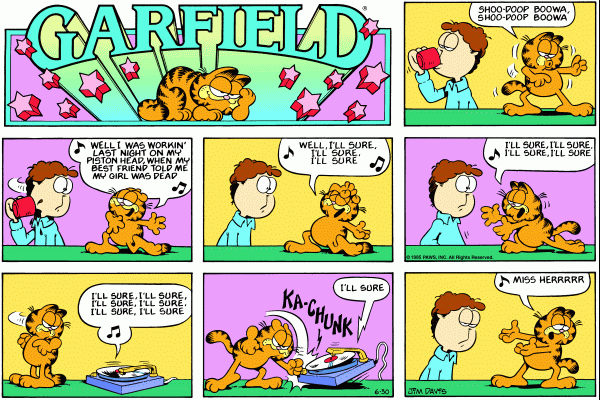 GARFIELD
®
SHOO-DOOP BOOWA,
SHOO-DOOP BOOWA
WELL I WAS WORKIN'
LAST NIGHT ON MY
PISTON HEAD, WHEN MY
BEST FRIEND TOLD ME
MY GIRL WAS DEAD
WELL, I'LL SURE,
I'LL SURE,
I'LL SURE
I'LL SURE, I'LL SURE,
I'LL SURE, I'LL SURE
© 1985 PAWS, INC. All Rights Reserved.
I'LL SURE, I'LL SURE,
I'LL SURE, I'LL SURE,
I'LL SURE, I'LL SURE
KA-CHUNK
I'LL SURE
6-30
MISS HERRRRR
JIM DAVIS